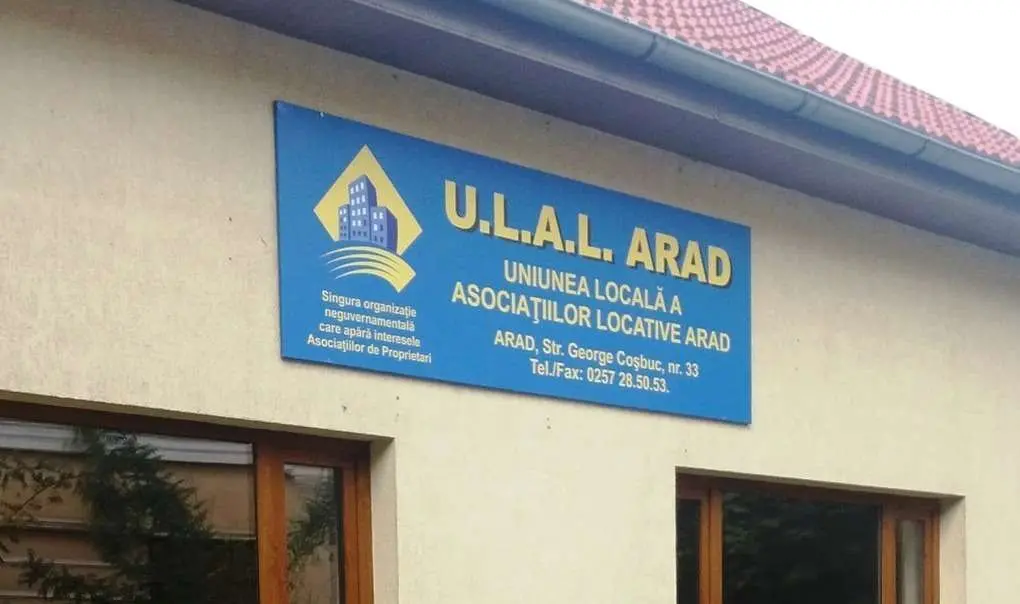 U.L.A.L. ARAD
UNIUNEA LOCALĂ A
ASOCIAŢIILOR LOCATIVE ARAD
ARAD, Str. George Coşbuc, nr. 33
Tel./Fax: 0257 28.50.53.
Singura organizaţie
neguvernamentală
care apără interesele
Asociaţiilor de Proprietari